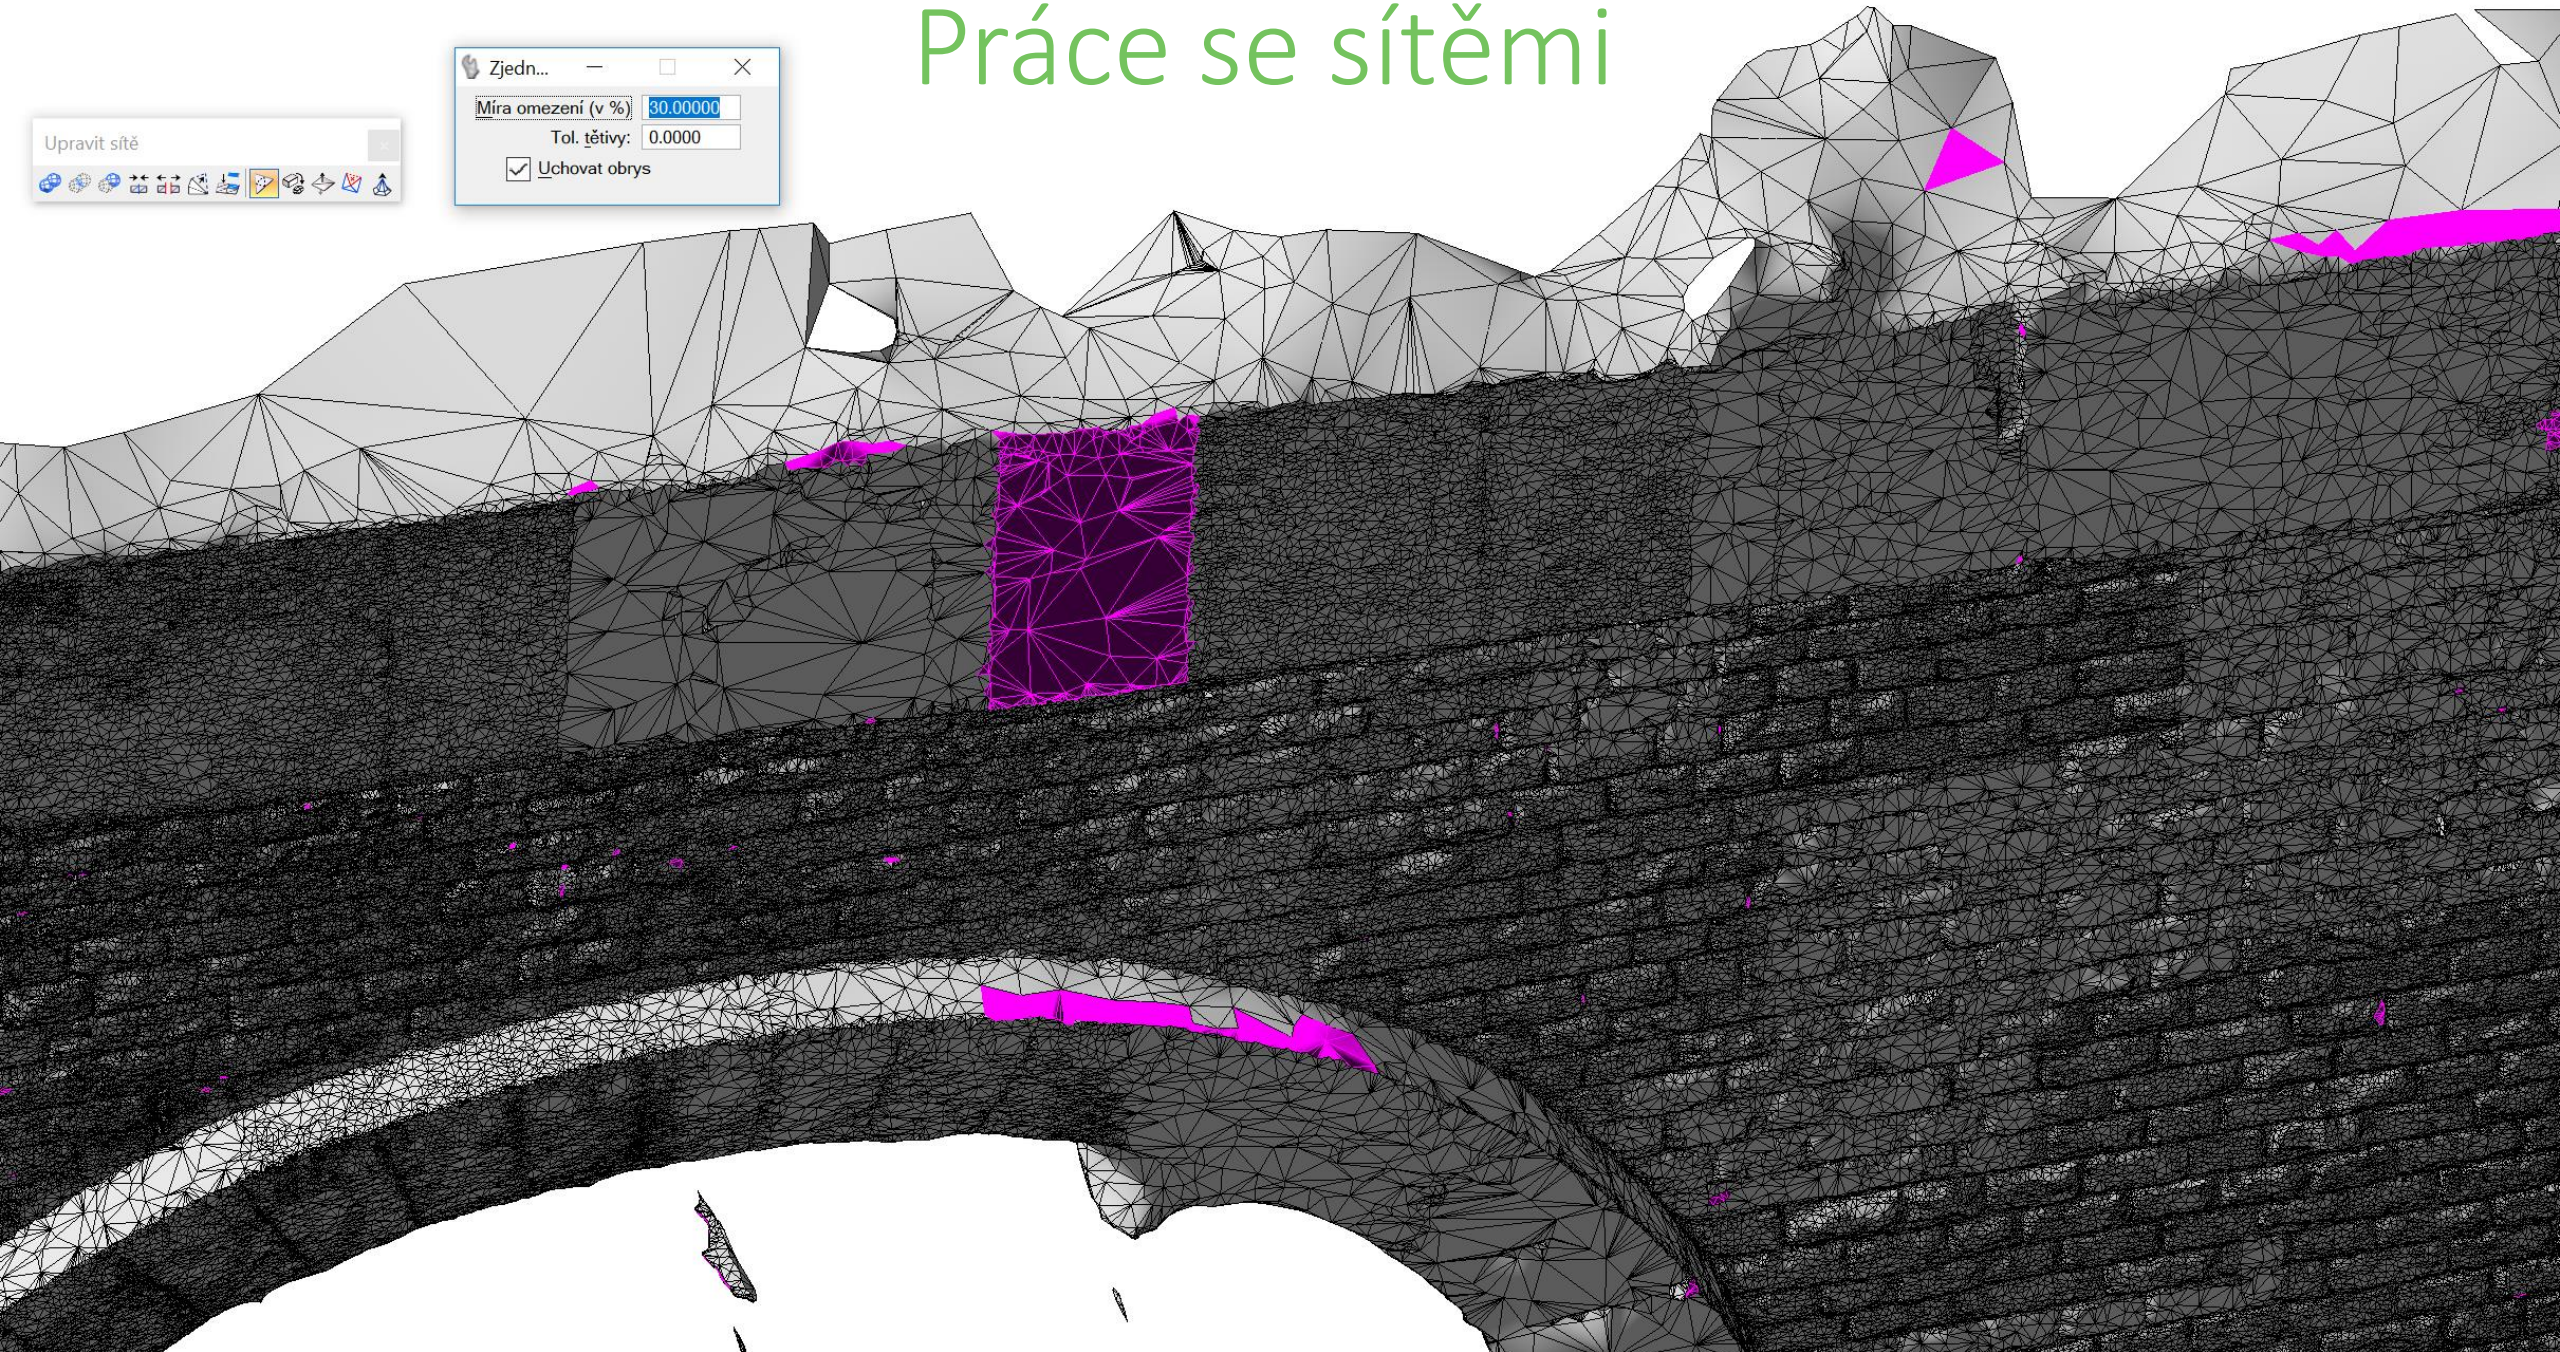 Práce se sítěmi
Zjedn...
Míra omezení (v %) 30.00000
Tol. tětivy: 0.0000
Uchovat obrys
Upravit sítě